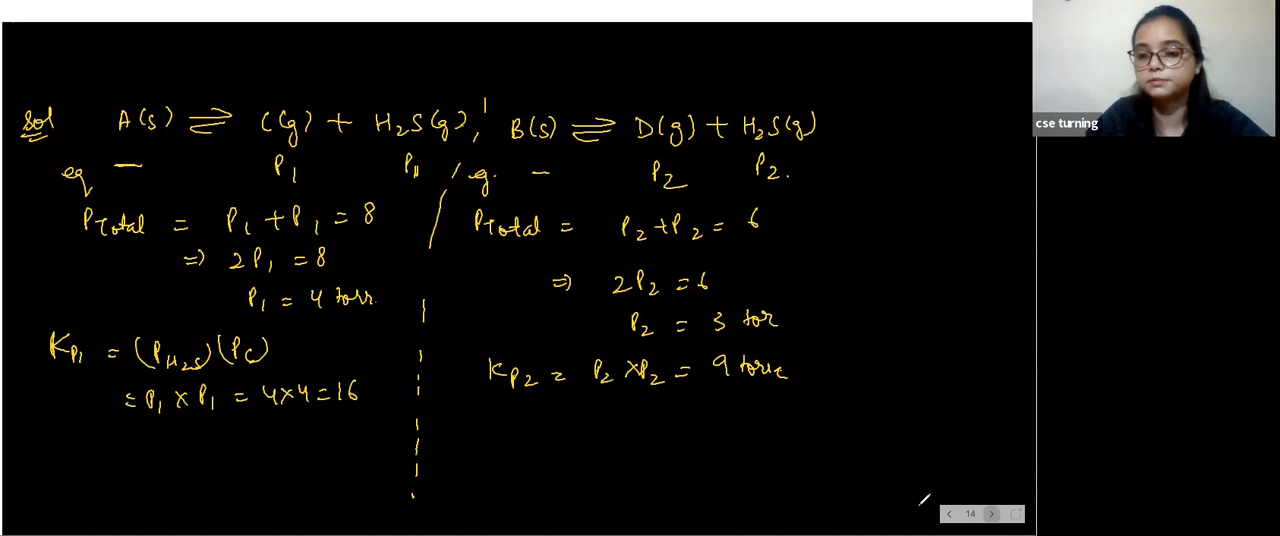 Sol A(s) ⇌ C(g) + H₂S(g), B(s) ⇌ D(g) + H₂S(g)
eq — P₁ P₁ / eq. — P₂ P₂.
PTotal = P₁ + P₁ = 8 / PTotal = P₂ + P₂ = 6
⇒ 2P₁ = 8 ⇒ 2P₂ = 6
P₁ = 4 torr. P₂ = 3 tor
KP₁ = (PH₂S)(PC) KP₂ = P₂ × P₂ = 9
= P₁ × P₁ = 4×4 = 16
cse turning
14